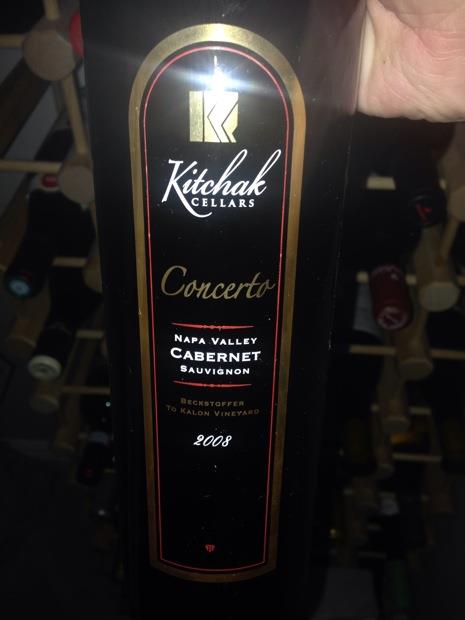 K
Kitchak
CELLARS
Concerto
NAPA VALLEY
CABERNET
SAUVIGNON
BECKSTOFFER
TO KALON VINEYARD
2008